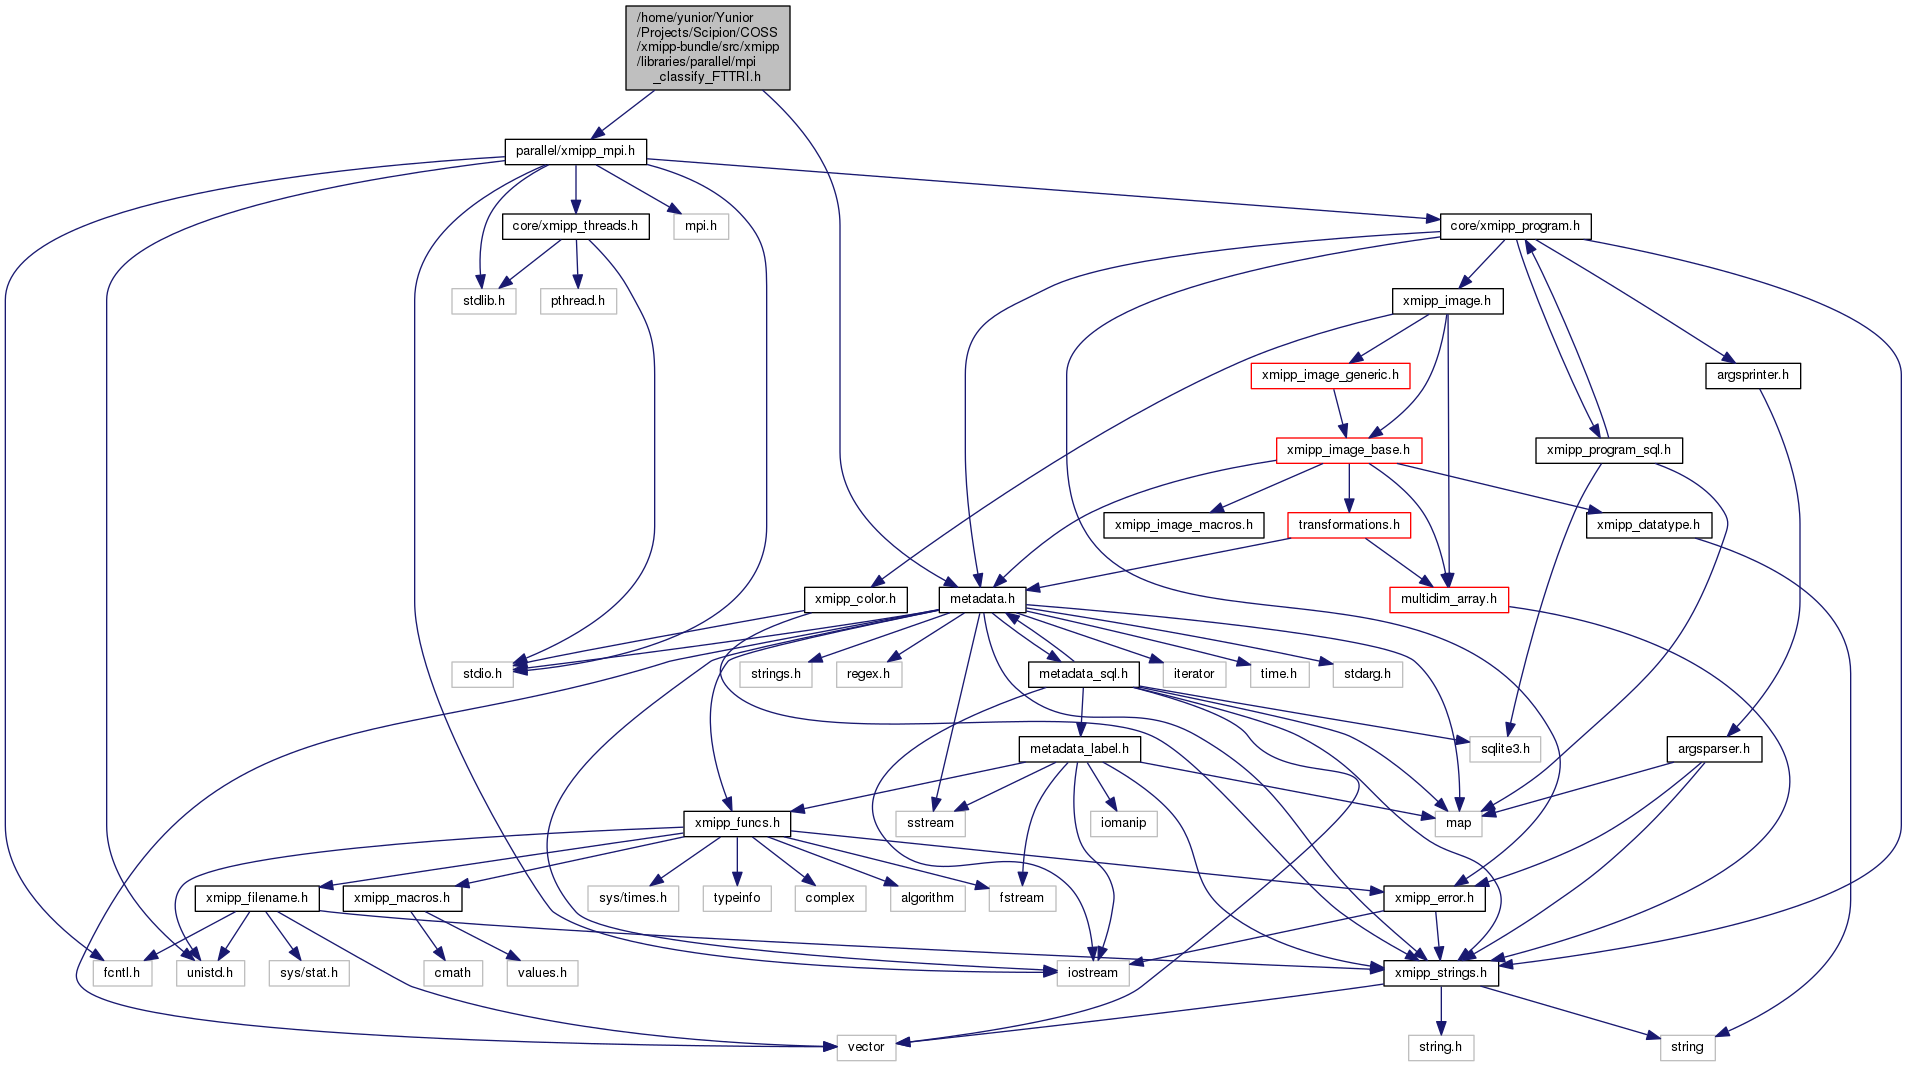 /home/yunior/Yunior
/Projects/Scipion/COSS
/xmipp-bundle/src/xmipp
/libraries/parallel/mpi
_classify_FTTRI.h
parallel/xmipp_mpi.h
core/xmipp_threads.h
mpi.h
core/xmipp_program.h
stdlib.h
pthread.h
xmipp_image.h
xmipp_image_generic.h
argsprinter.h
xmipp_image_base.h
xmipp_program_sql.h
xmipp_image_macros.h
transformations.h
xmipp_datatype.h
xmipp_color.h
metadata.h
multidim_array.h
stdio.h
strings.h
regex.h
metadata_sql.h
iterator
time.h
stdarg.h
metadata_label.h
sqlite3.h
argsparser.h
xmipp_funcs.h
sstream
iomanip
map
xmipp_filename.h
xmipp_macros.h
sys/times.h
typeinfo
complex
algorithm
fstream
xmipp_error.h
fcntl.h
unistd.h
sys/stat.h
cmath
values.h
iostream
xmipp_strings.h
vector
string.h
string